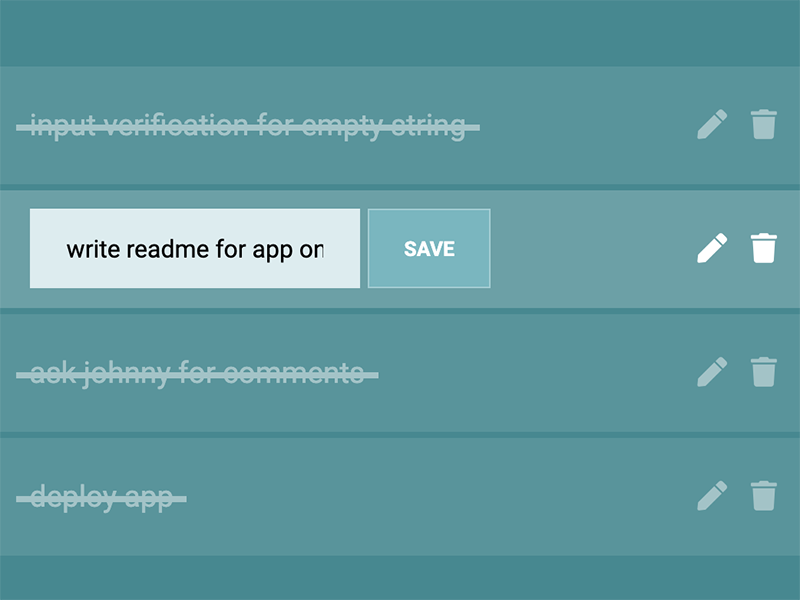 input verification for empty string
write readme for app on
SAVE
ask johnny for comments
deploy app